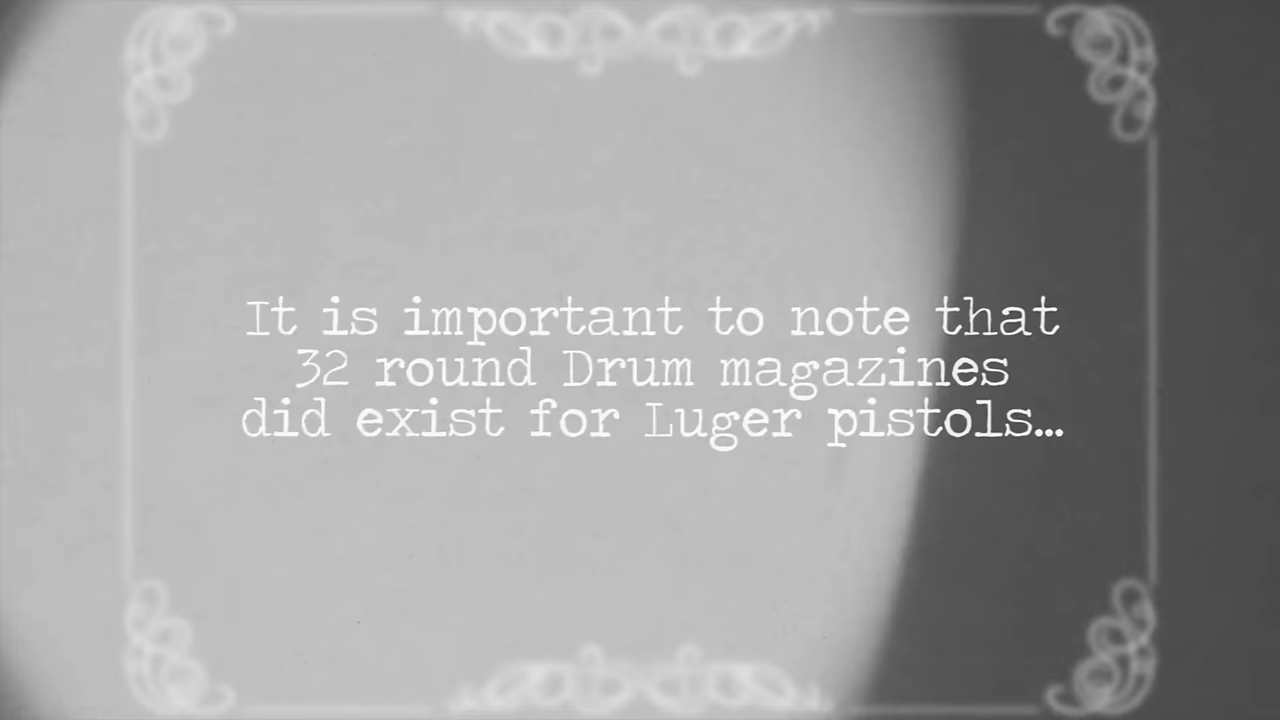 It is important to note that
32 round Drum magazines
did exist for Luger pistols...